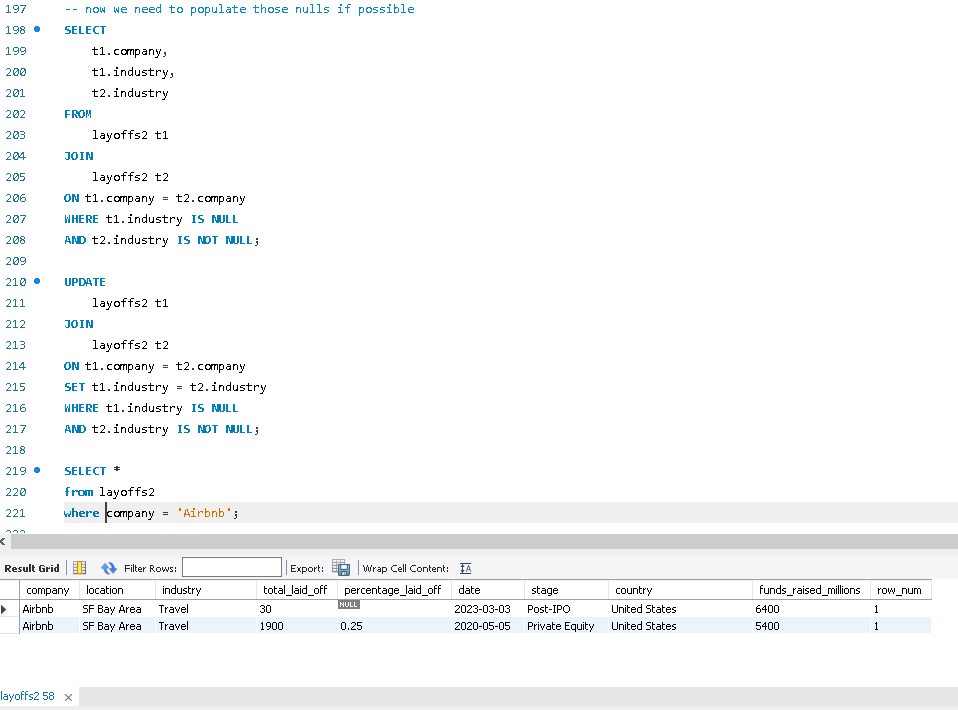 197 -- now we need to populate those nulls if possible
198 SELECT
199 t1.company,
200 t1.industry,
201 t2.industry
202 FROM
203 layoffs2 t1
204 JOIN
205 layoffs2 t2
206 ON t1.company = t2.company
207 WHERE t1.industry IS NULL
208 AND t2.industry IS NOT NULL;
209
210 UPDATE
211 layoffs2 t1
212 JOIN
213 layoffs2 t2
214 ON t1.company = t2.company
215 SET t1.industry = t2.industry
216 WHERE t1.industry IS NULL
217 AND t2.industry IS NOT NULL;
218
219 SELECT *
220 from layoffs2
221 where company = 'Airbnb';
Result Grid Filter Rows: Export: Wrap Cell Content:
company location industry total_laid_off percentage_laid_off date stage country funds_raised_millions row_num
Airbnb SF Bay Area Travel 30 NULL 2023-03-03 Post-IPO United States 6400 1
Airbnb SF Bay Area Travel 1900 0.25 2020-05-05 Private Equity United States 5400 1
layoffs2 58